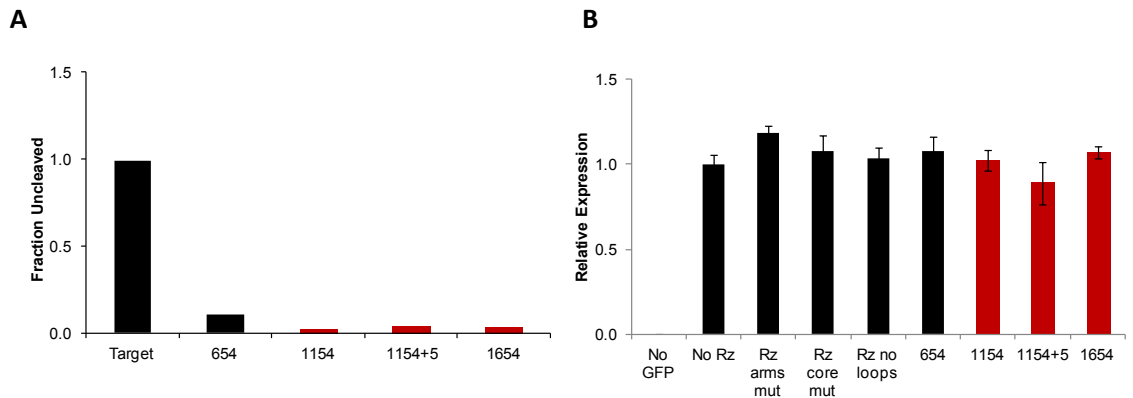 A
B
1.5
1.0
0.5
0.0
Fraction Uncleaved
Target 654 1154 1154+5 1654
1.5
1.0
0.5
0.0
Relative Expression
No GFP
No Rz
Rz arms mut
Rz core mut
Rz no loops
654
1154
1154+5
1654